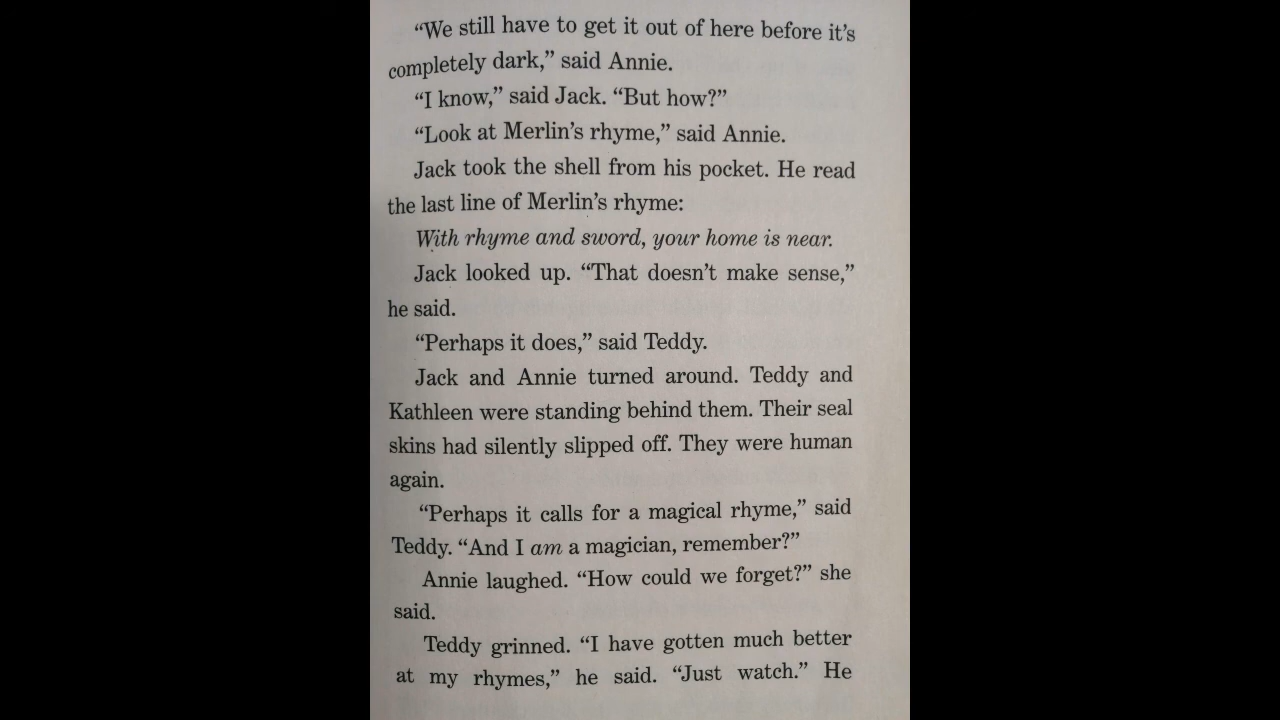 “We still have to get it out of here before it’s
completely dark,” said Annie.
“I know,” said Jack. “But how?”
“Look at Merlin’s rhyme,” said Annie.
Jack took the shell from his pocket. He read
the last line of Merlin’s rhyme:
With rhyme and sword, your home is near.
Jack looked up. “That doesn’t make sense,”
he said.
“Perhaps it does,” said Teddy.
Jack and Annie turned around. Teddy and
Kathleen were standing behind them. Their seal
skins had silently slipped off. They were human
again.
“Perhaps it calls for a magical rhyme,” said
Teddy. “And I am a magician, remember?”
Annie laughed. “How could we forget?” she
said.
Teddy grinned. “I have gotten much better
at my rhymes,” he said. “Just watch.” He